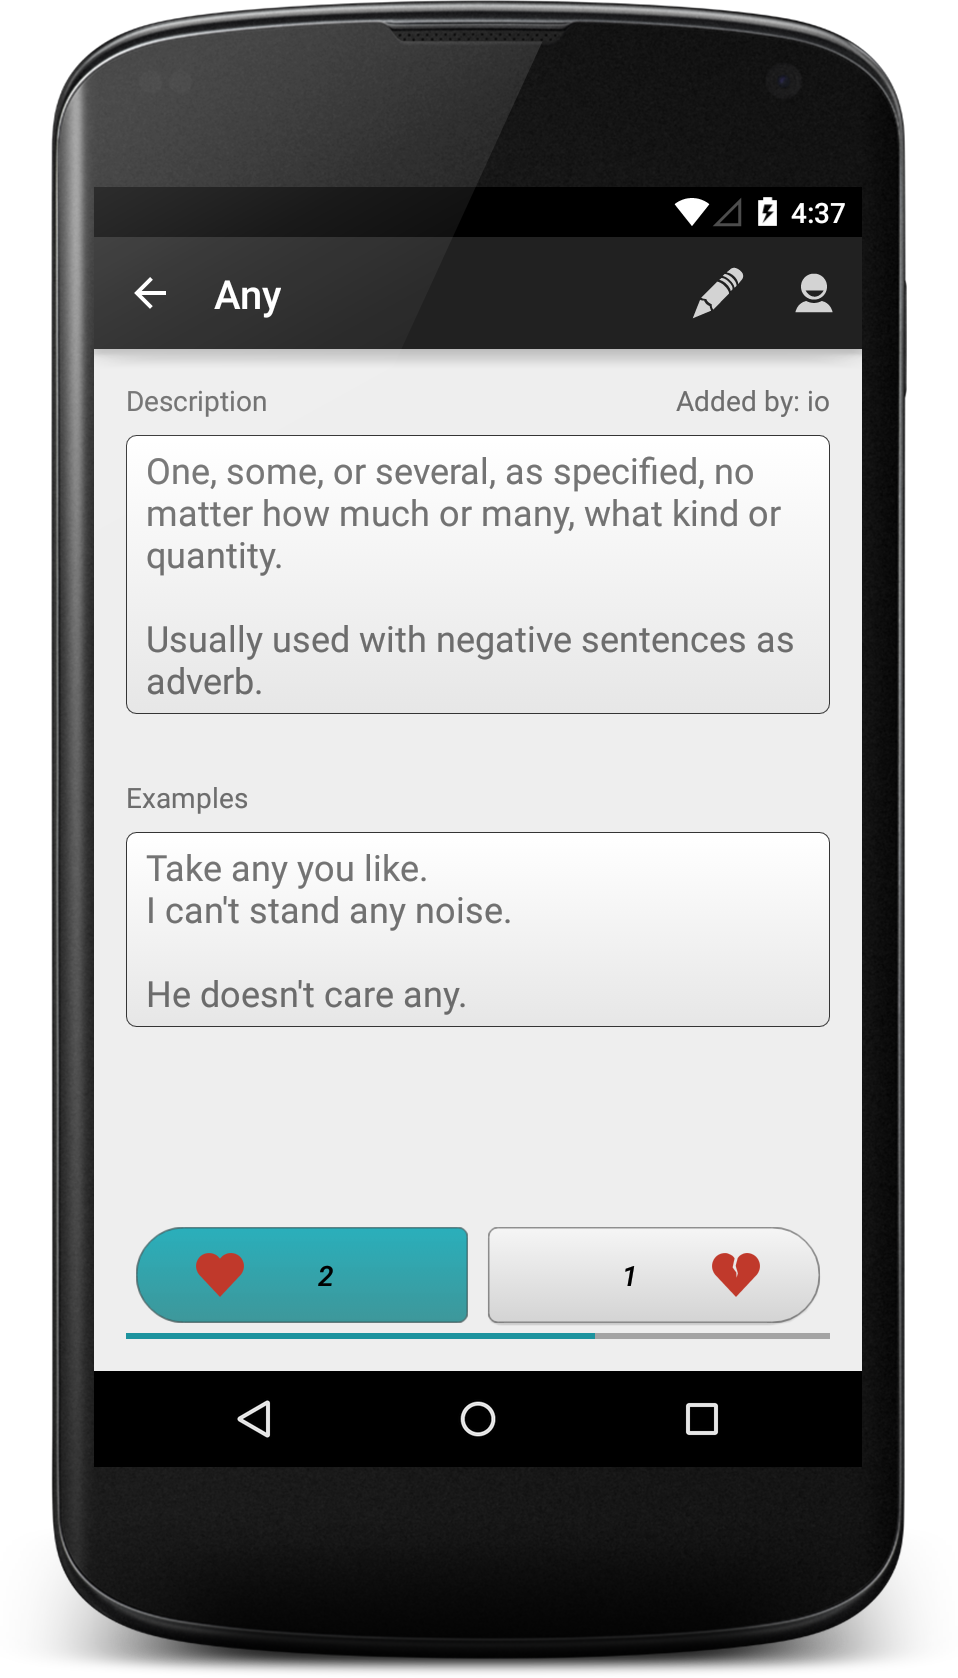 4:37
Any
Description
Added by: io
One, some, or several, as specified, no
matter how much or many, what kind or
quantity.
Usually used with negative sentences as
adverb.
Examples
Take any you like.
I can't stand any noise.
He doesn't care any.
2
1